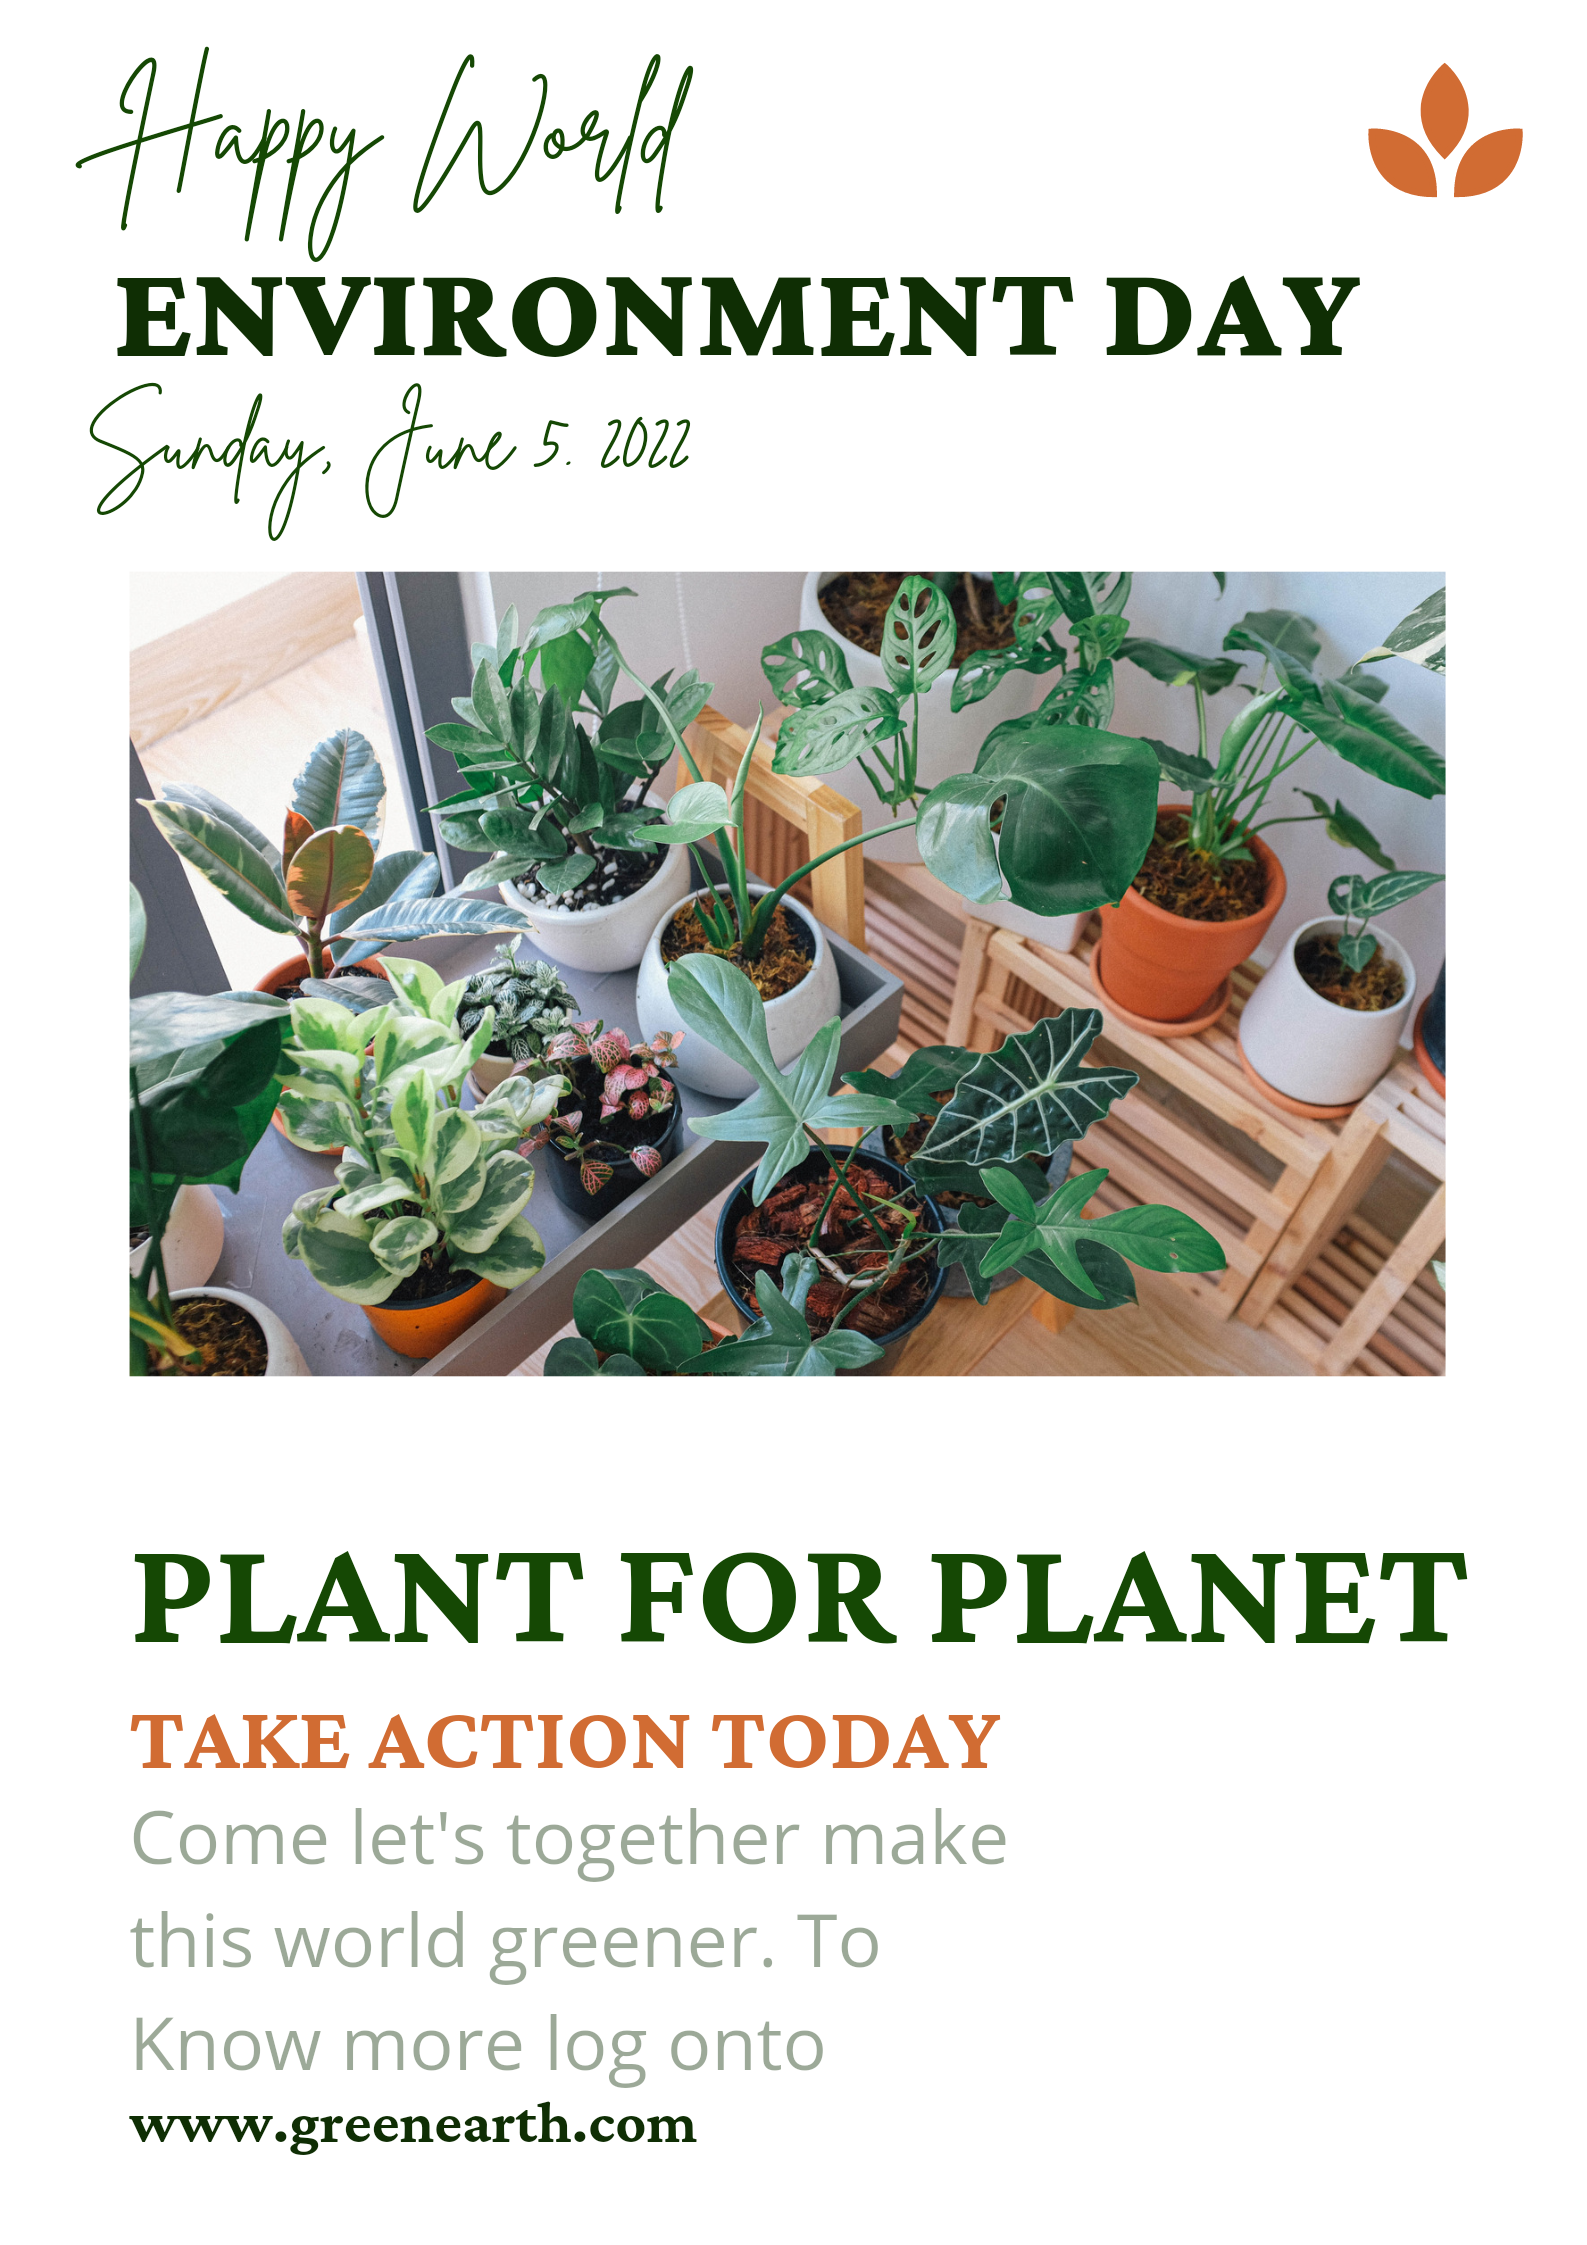 Happy World
ENVIRONMENT DAY
Sunday, June 5. 2022
PLANT FOR PLANET
TAKE ACTION TODAY
Come let's together make
this world greener. To
Know more log onto
www.greenearth.com